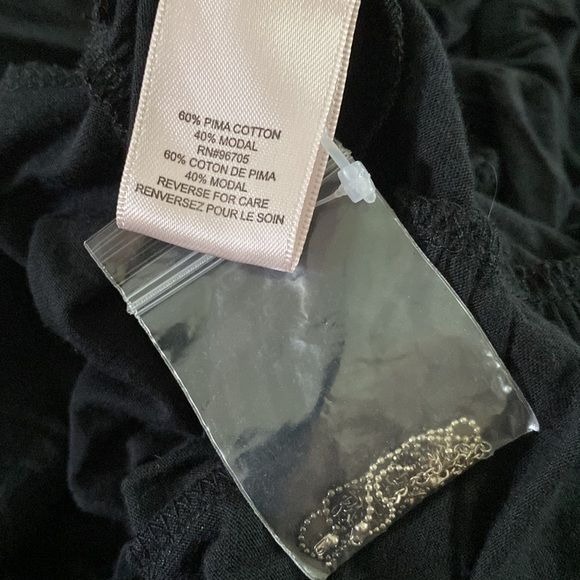 60% PIMA COTTON
40% MODAL
RN#96705
60% COTON DE PIMA
40% MODAL
REVERSE FOR CARE
RENVERSEZ POUR LE SOIN